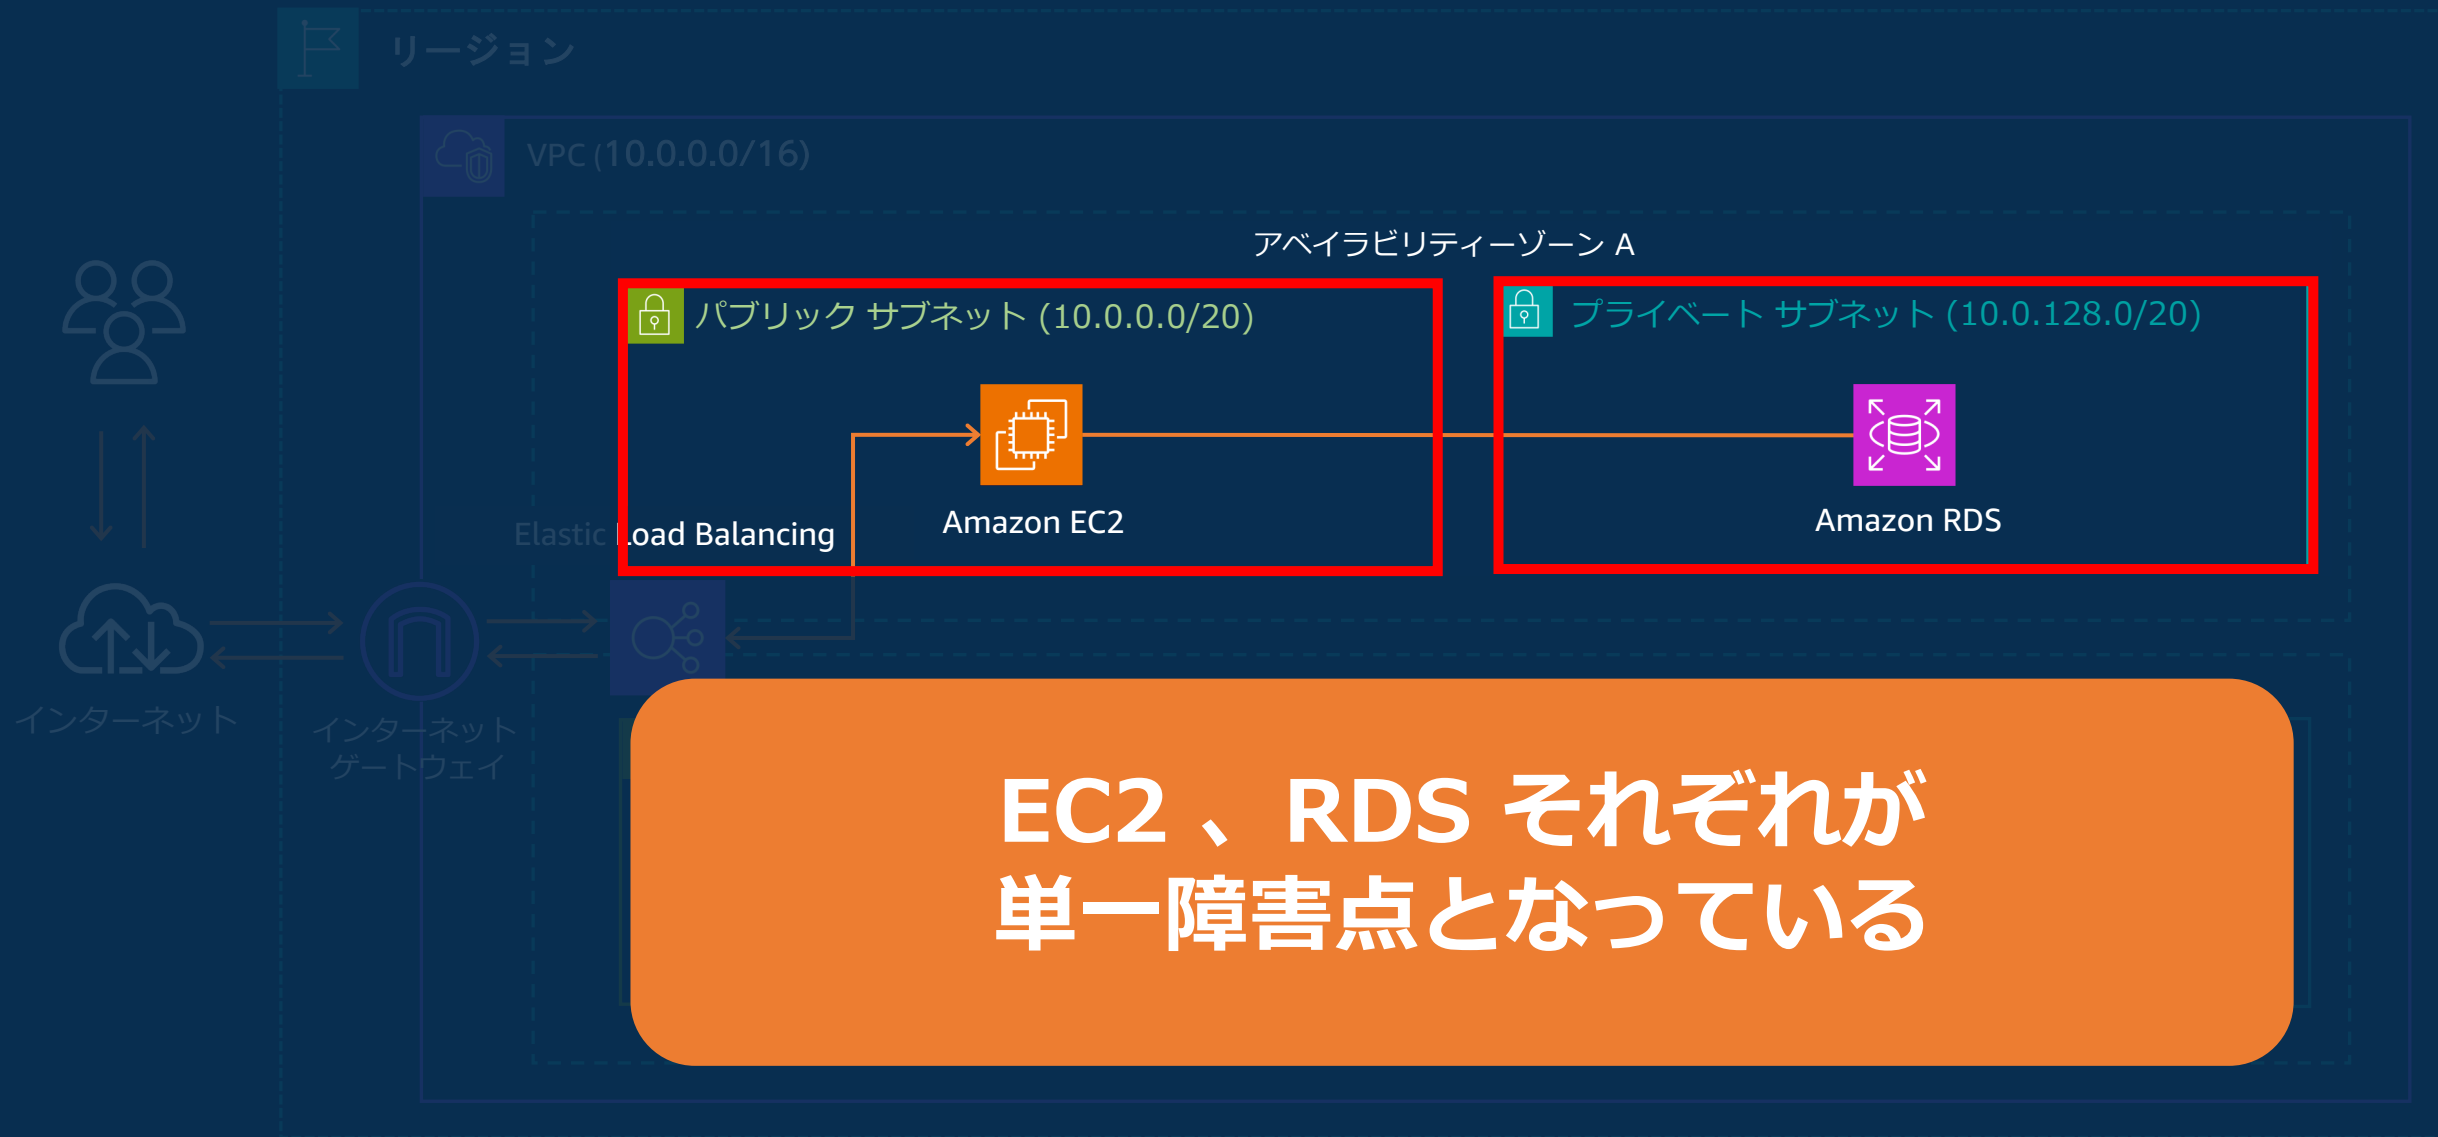 リージョン
VPC (10.0.0.0/16)
アベイラビリティーゾーン A
パブリック サブネット (10.0.0.0/20)
プライベート サブネット (10.0.128.0/20)
Amazon EC2
Amazon RDS
Elastic Load Balancing
インターネット
インターネット
ゲートウェイ
EC2 、RDS それぞれが
単一障害点となっている